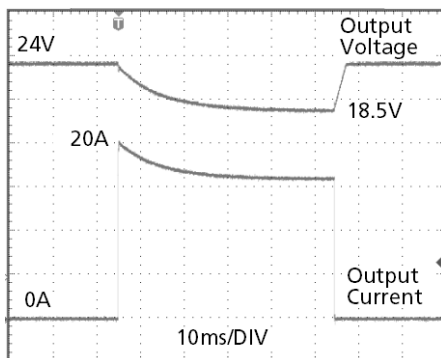 T
24V
Output
Voltage
18.5V
20A
0A
Output
Current
10ms/DIV